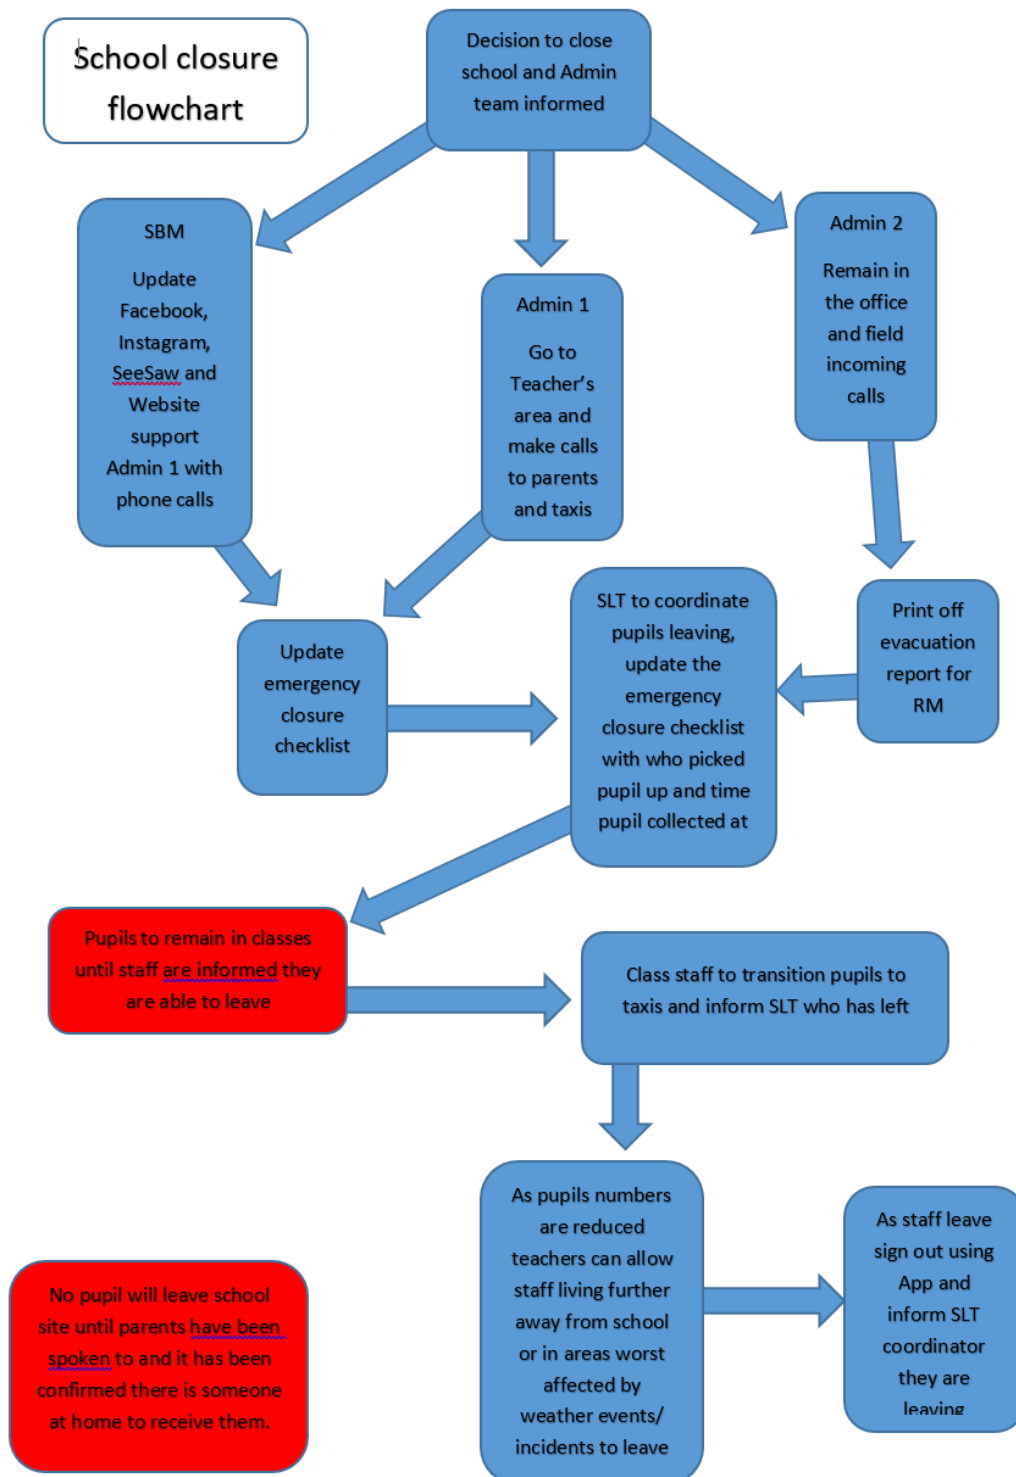 School closure
flowchart
Decision to close
school and Admin
team informed
SBM
Update
Facebook,
Instagram,
SeeSaw and
Website
support
Admin 1 with
phone calls
Admin 1
Go to
Teacher's
area and
make calls
to parents
and taxis
Admin 2
Remain in
the office
and field
incoming
calls
Update
emergency
closure
checklist
SLT to coordinate
pupils leaving,
update the
emergency
closure checklist
with who picked
pupil up and time
pupil collected at
Print off
evacuation
report for
RM
Pupils to remain in classes
until staff are informed they
are able to leave
Class staff to transition pupils to
taxis and inform SLT who has left
As pupils numbers
are reduced
teachers can allow
staff living further
away from school
or in areas worst
affected by
weather events/
incidents to leave
As staff leave
sign out using
App and
inform SLT
coordinator
they are
leaving
No pupil will leave school
site until parents have been
spoken to and it has been
confirmed there is someone
at home to receive them.